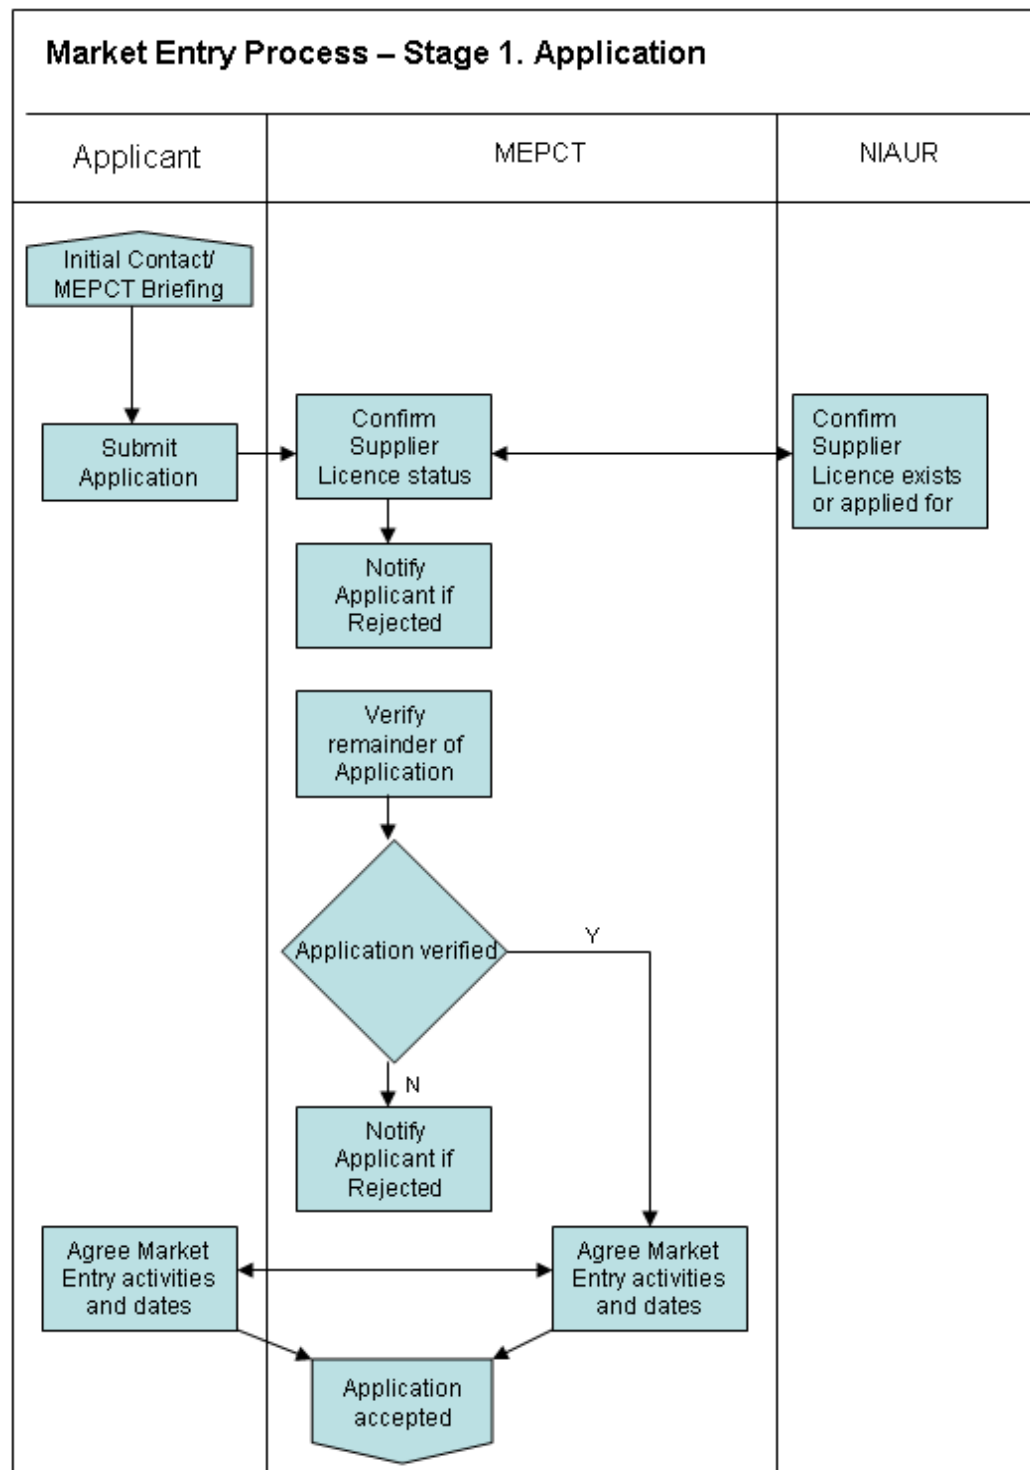 Market Entry Process – Stage 1. Application
Applicant
MEPCT
NIAUR
Initial Contact/
MEPCT Briefing
Submit
Application
Confirm
Supplier
Licence status
Confirm
Supplier
Licence exists
or applied for
Notify
Applicant if
Rejected
Verify
remainder of
Application
Application verified
Y
N
Notify
Applicant if
Rejected
Agree Market
Entry activities
and dates
Agree Market
Entry activities
and dates
Application
accepted